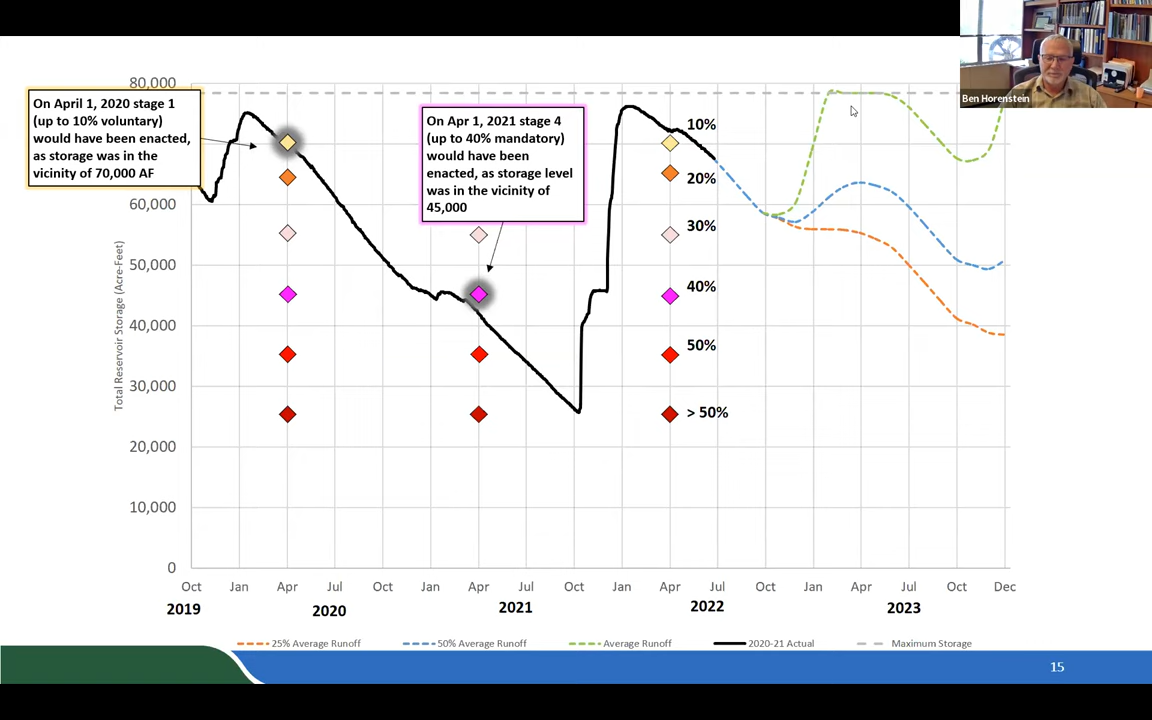 Ben Horenstein
80,000
60,000
50,000
40,000
30,000
20,000
10,000
0
Total Reservoir Storage (Acre-Feet)
On April 1, 2020 stage 1
(up to 10% voluntary)
would have been enacted,
as storage was in the
vicinity of 70,000 AF
On Apr 1, 2021 stage 4
(up to 40% mandatory)
would have been
enacted, as storage level
was in the vicinity of
45,000
10%
20%
30%
40%
50%
> 50%
Oct Jan Apr Jul Oct Jan Apr Jul Oct Jan Apr Jul Oct Jan Apr Jul Oct Dec
2019 2020 2021 2022 2023
25% Average Runoff 50% Average Runoff Average Runoff 2020-21 Actual Maximum Storage
15